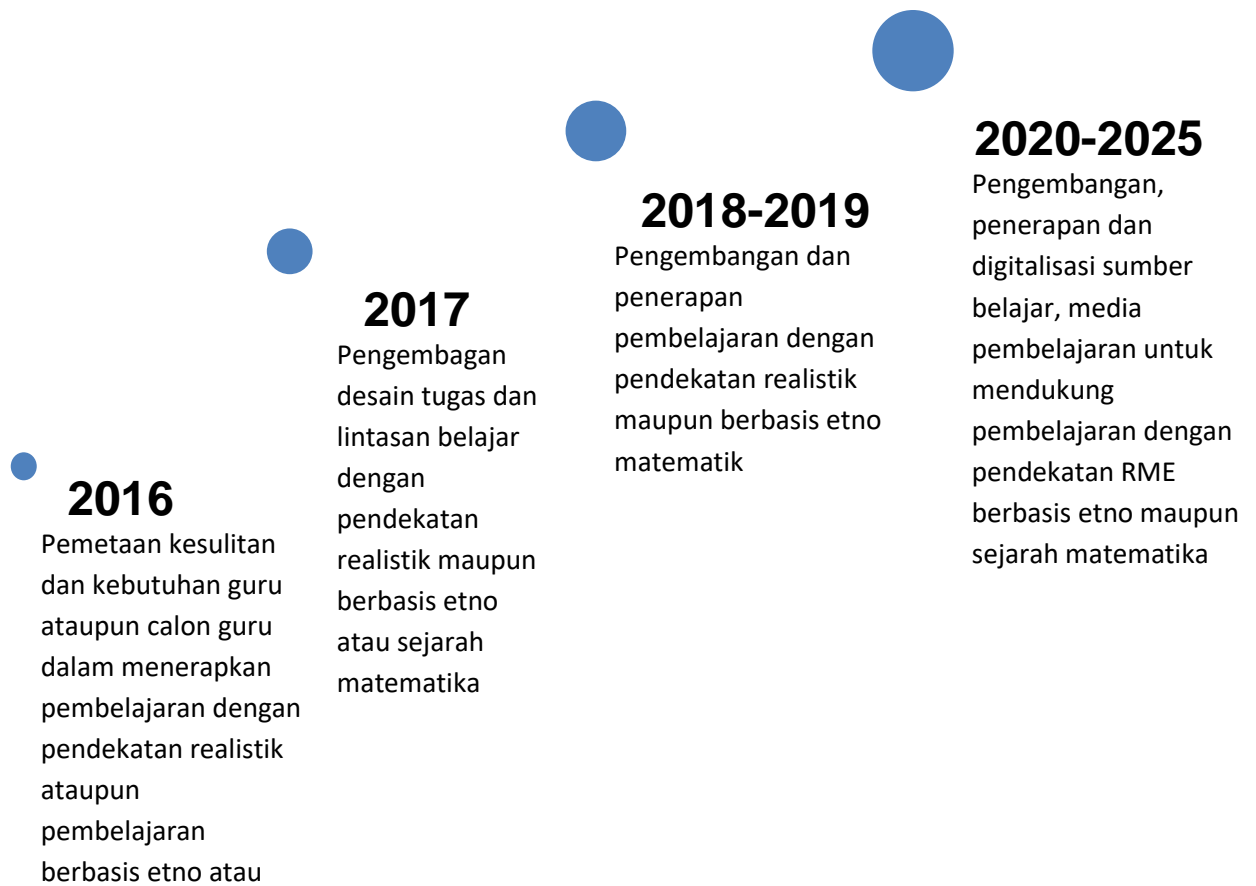 2016
Pemetaan kesulitan
dan kebutuhan guru
ataupun calon guru
dalam menerapkan
pembelajaran dengan
pendekatan realistik
ataupun
pembelajaran
berbasis etno atau
2017
Pengembagan
desain tugas dan
lintasan belajar
dengan
pendekatan
realistik maupun
berbasis etno
atau sejarah
matematika
2018-2019
Pengembangan dan
penerapan
pembelajaran dengan
pendekatan realistik
maupun berbasis etno
matematik
2020-2025
Pengembangan,
penerapan dan
digitalisasi sumber
belajar, media
pembelajaran untuk
mendukung
pembelajaran dengan
pendekatan RME
berbasis etno maupun
sejarah matematika